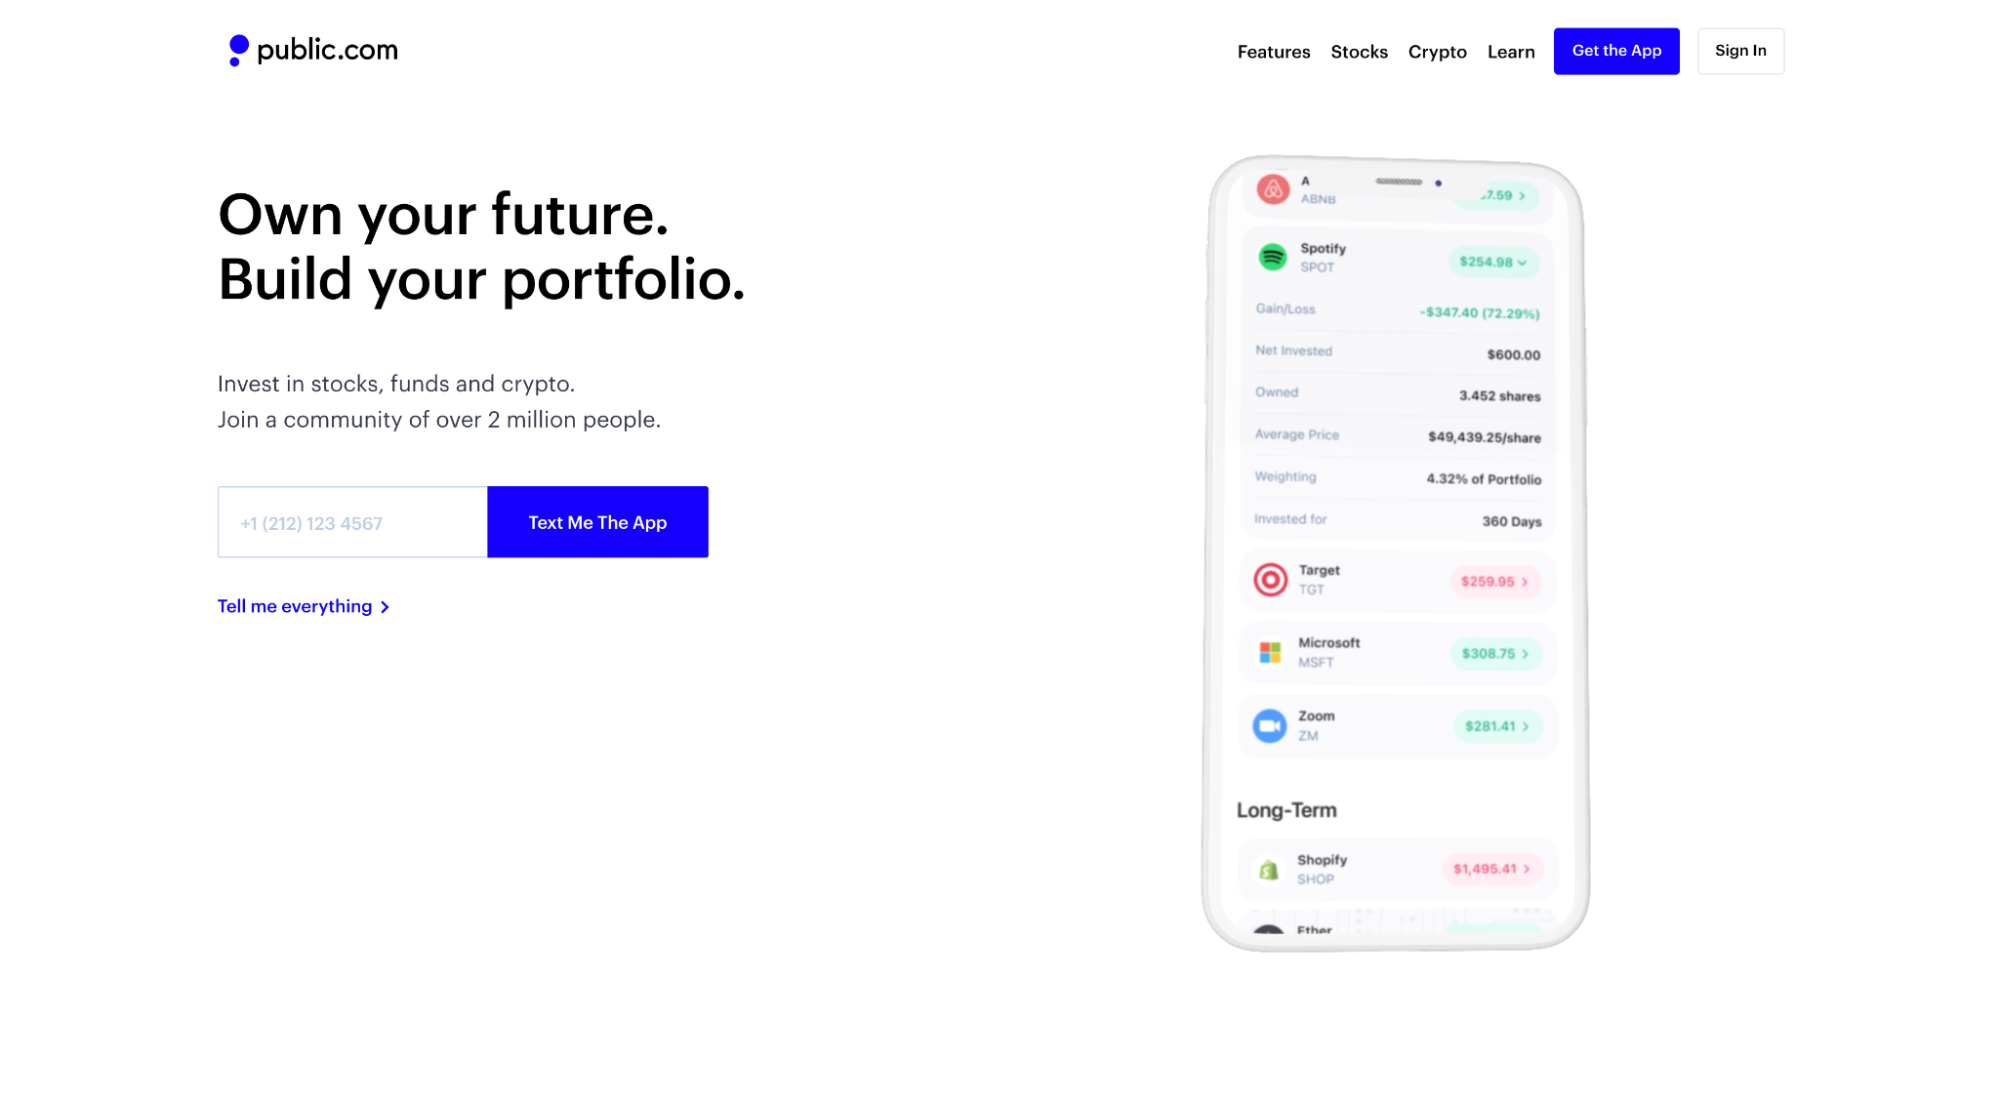 public.com
Features Stocks Crypto Learn Get the App Sign In
Own your future.
Build your portfolio.
Invest in stocks, funds and crypto.
Join a community of over 2 million people.
+1 (212) 123 4567 Text Me The App
Tell me everything
A
ABNB
7.59
Spotify
SPOT
$254.98
Gain/Loss -$347.40 (72.29%)
Net Invested $600.00
Owned 3.452 shares
Average Price $49,439.25/share
Weighting 4.32% of Portfolio
Invested for 360 Days
Target
TGT
$259.95
Microsoft
MSFT
$308.75
Zoom
ZM
$281.41
Long-Term
Shopify
SHOP
$1,495.41
Ether